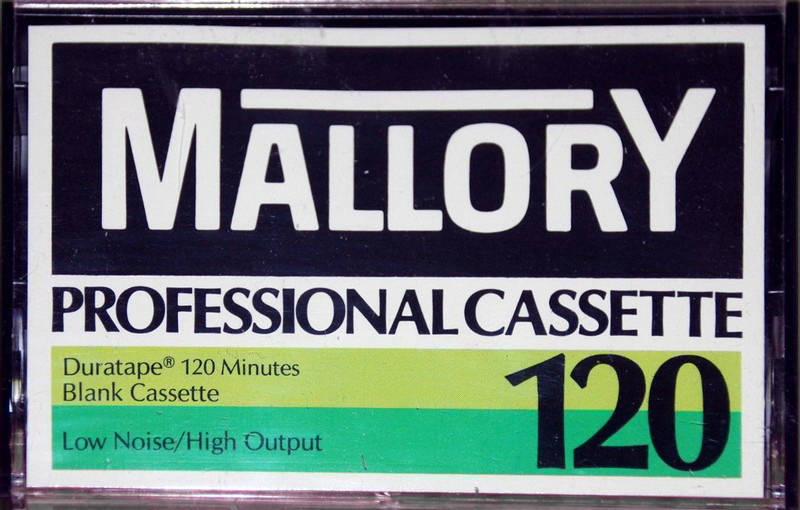 MALLORY
PROFESSIONAL CASSETTE
Duratape® 120 Minutes
Blank Cassette
Low Noise/High Output
120